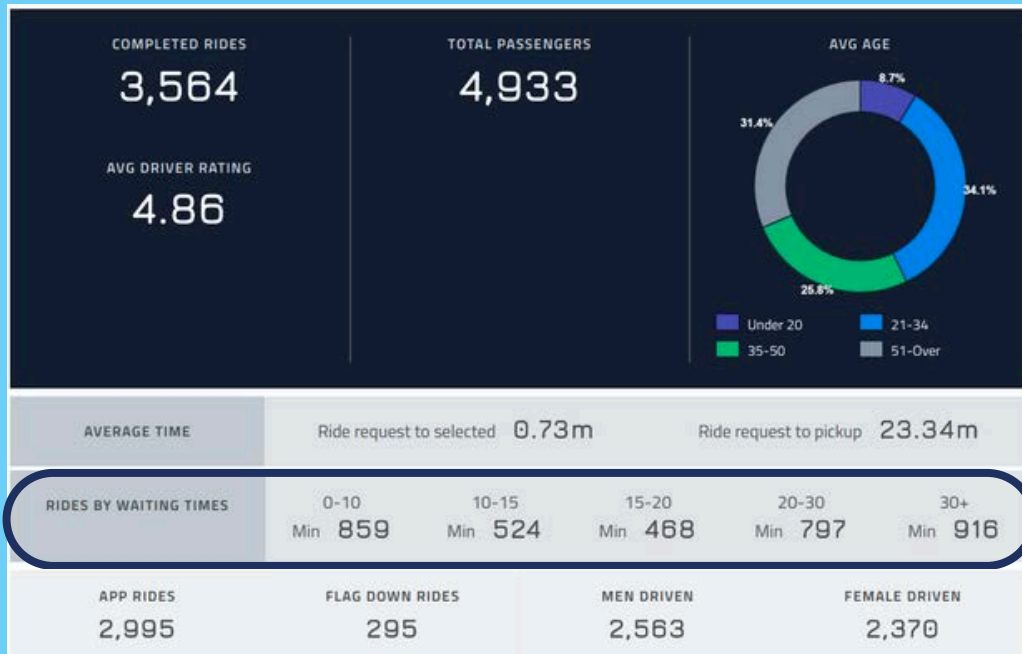 COMPLETED RIDES
3,564
AVG DRIVER RATING
4.86
TOTAL PASSENGERS
4,933
AVG AGE
8.7%
31.4%
34.1%
25.8%
Under 20
21-34
35-50
51-Over
AVERAGE TIME
Ride request to selected 0.73m
Ride request to pickup 23.34m
RIDES BY WAITING TIMES
0-10
Min 859
10-15
Min 524
15-20
Min 468
20-30
Min 797
30+
Min 916
APP RIDES
2,995
FLAG DOWN RIDES
295
MEN DRIVEN
2,563
FEMALE DRIVEN
2,370